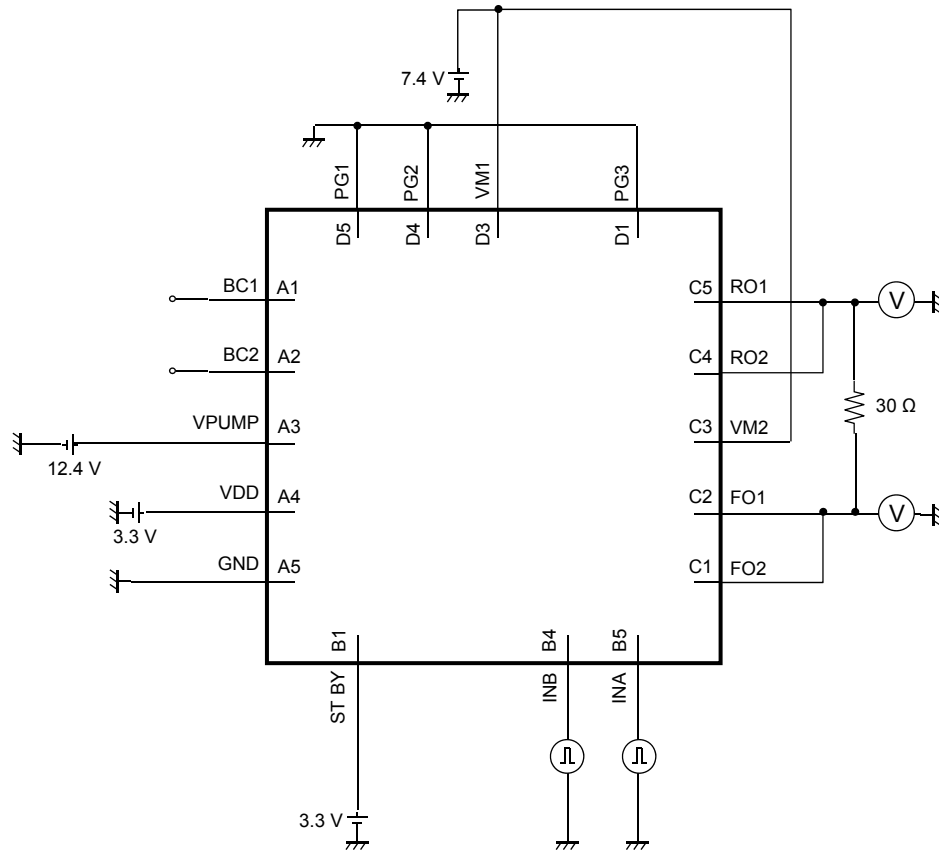 7.4 V
PG1
PG2
VM1
PG3
D5
D4
D3
D1
BC1
A1
C5
RO1
V
BC2
A2
C4
RO2
30 Ω
VPUMP
A3
C3
VM2
12.4 V
VDD
A4
C2
FO1
V
3.3 V
GND
A5
C1
FO2
B1
B4
B5
ST BY
INB
INA
3.3 V